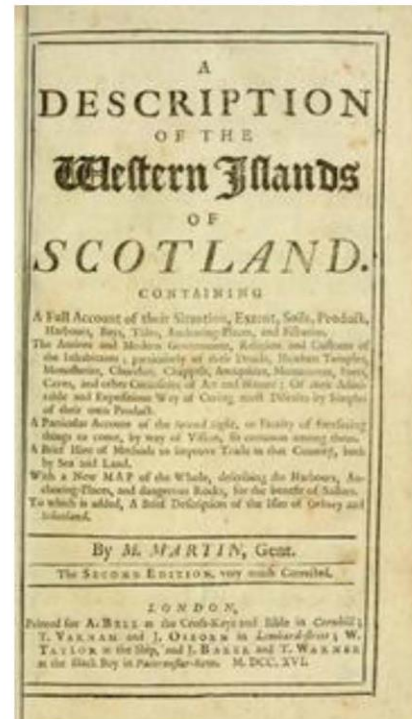 A
DESCRIPTION
OF THE
Weſtern Iſlands
OF
SCOTLAND.
CONTAINING
A Full Account of their Situation, Extent, Soils, Product,
Harbours, Bays, Tides, Anchoring-Places, and Fiſheries.
The Antient and Modern Government, Religion and Cuſtoms of
the Inhabitants; particularly of their Druids, Heathen Temples,
Monaſteries, Churches, Chappels, Antiquities, Monuments, Forts,
Caves, and other Curioſities of Art and Nature; Of their Admi-
rable and Expeditious Way of Curing moſt Diſeaſes by Simples
of their own Product.
A Particular Account of the Second ſight, or Faculty of foreſeeing
things to come, by way of Viſion, ſo common among them.
A Brief Hint of Methods to improve Trade in that Country, both
by Sea and Land.
With a New MAP of the Whole, deſcribing the Harbours, An-
choring-Places, and dangerous Rocks, for the benefit of Sailors.
To which is added, A Brief Deſcription of the Iſles of Orkney and
Schetland.
By M. MARTIN, Gent.
The SECOND EDITION, very much Corrected.
LONDON,
Printed for A. BELL at the Croſs-Keys and Bible in Cornhill;
T. VARNAM and J. OSBORN in Lombard-ſtreet; W.
TAYLOR at the Ship, and J. BAKER and T. WARNER
at the Black Boy in Pater-noſter-Row. M. DCC. XVI.